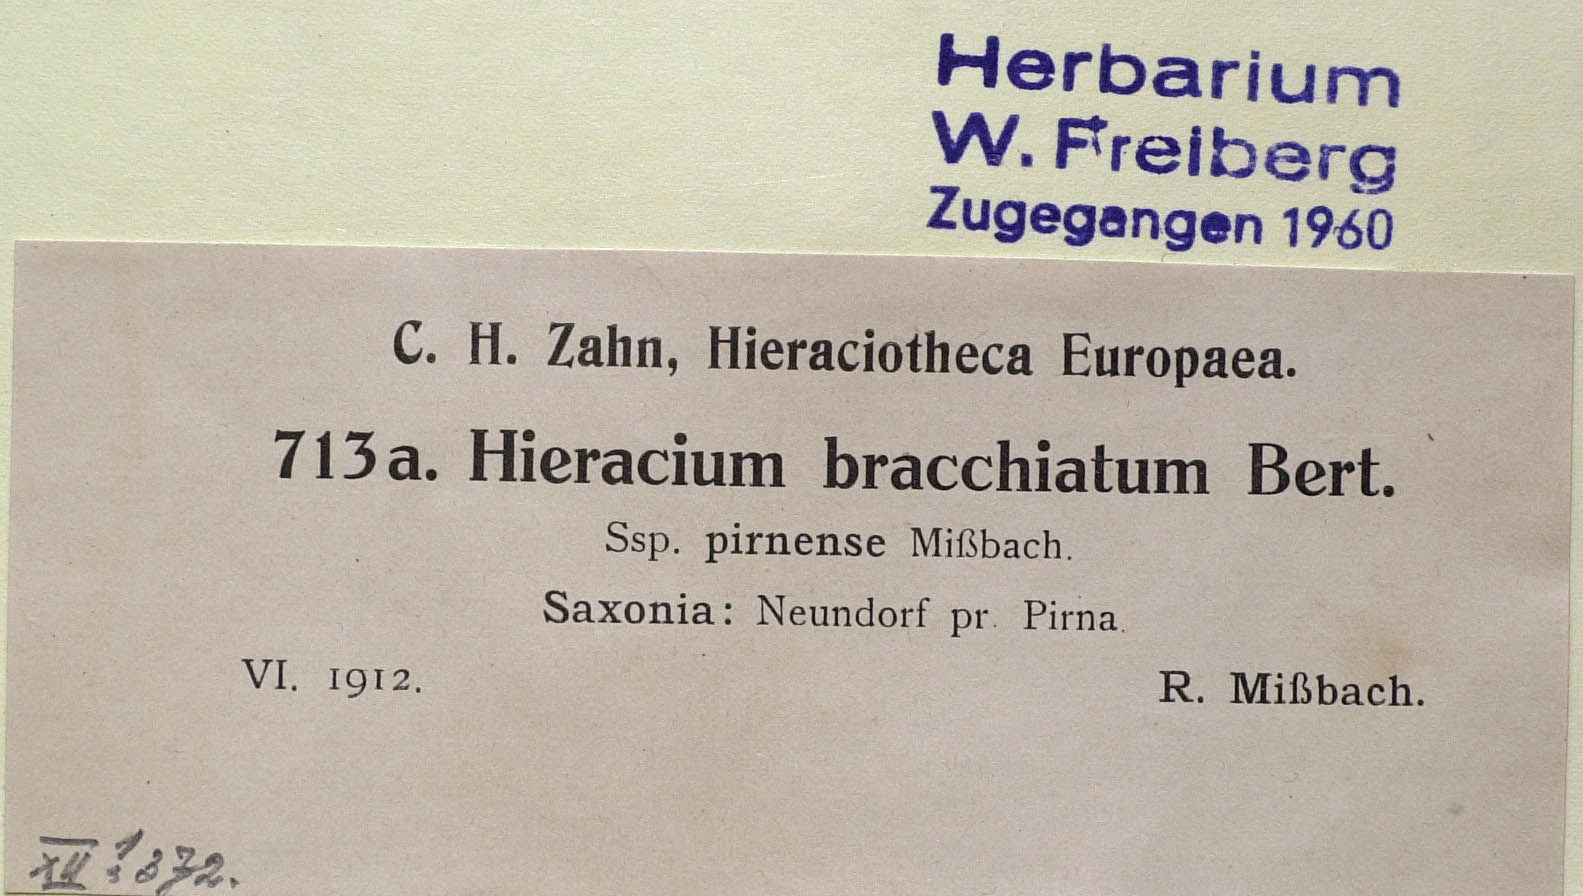 Herbarium
W. Freiberg
Zugegangen 1960
C. H. Zahn, Hieraciotheca Europaea.
713a. Hieracium bracchiatum Bert.
Ssp. pirnense Mißbach.
Saxonia: Neundorf pr. Pirna.
VI. 1912.
R. Mißbach.